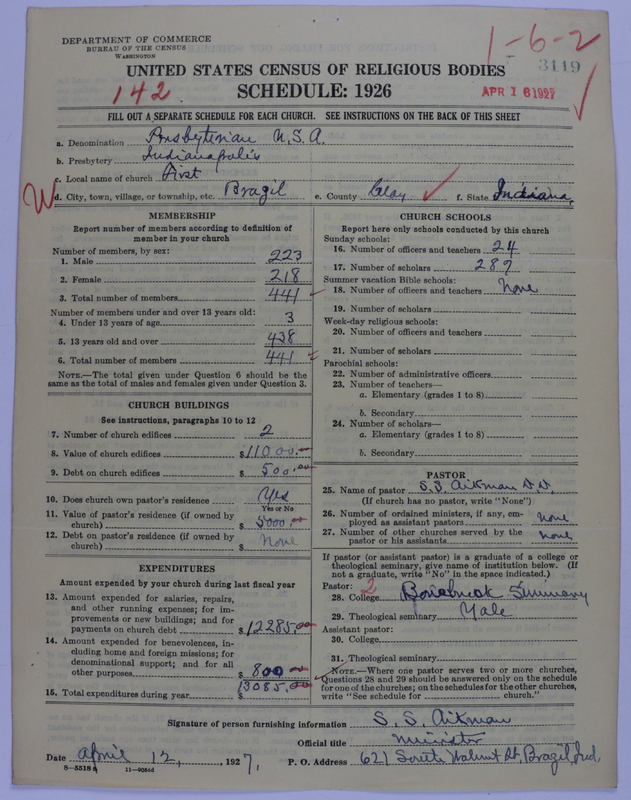 DEPARTMENT OF COMMERCE
BUREAU OF THE CENSUS
WASHINGTON
1-6-2
3119
UNITED STATES CENSUS OF RELIGIOUS BODIES
142
SCHEDULE: 1926
APR 16 1927
FILL OUT A SEPARATE SCHEDULE FOR EACH CHURCH. SEE INSTRUCTIONS ON THE BACK OF THIS SHEET
a. Denomination Presbyterian U.S.A.
b. Presbytery Indianapolis
c. Local name of church First
W d. City, town, village, or township, etc. Brazil e. County Clay f. State Indiana
MEMBERSHIP
Report number of members according to definition of
member in your church
Number of members, by sex:
1. Male 223
2. Female 218
3. Total number of members 441
Number of members under and over 13 years old:
4. Under 13 years of age 3
5. 13 years old and over 438
6. Total number of members 441
NOTE.—The total given under Question 6 should be the
same as the total of males and females given under Question 3.
CHURCH BUILDINGS
See instructions, paragraphs 10 to 12
7. Number of church edifices 2
8. Value of church edifices $11000.—
9. Debt on church edifices $500.00
10. Does church own pastor's residence Yes
Yes or No
11. Value of pastor's residence (if owned by
church) $5000.00
12. Debt on pastor's residence (if owned by
church) $None
EXPENDITURES
Amount expended by your church during last fiscal year
13. Amount expended for salaries, repairs,
and other running expenses; for im-
provements or new buildings; and for
payments on church debt $12285.00
14. Amount expended for benevolences, in-
cluding home and foreign missions; for
denominational support; and for all
other purposes $800.00
15. Total expenditures during year $13085.00
CHURCH SCHOOLS
Report here only schools conducted by this church
Sunday schools:
16. Number of officers and teachers 24
17. Number of scholars 287
Summer vacation Bible schools:
18. Number of officers and teachers None
19. Number of scholars
Week-day religious schools:
20. Number of officers and teachers
21. Number of scholars
Parochial schools:
22. Number of administrative officers
23. Number of teachers—
a. Elementary (grades 1 to 8)
b. Secondary
24. Number of scholars—
a. Elementary (grades 1 to 8)
b. Secondary
PASTOR
25. Name of pastor S.S. Aitkman D.D.
(If church has no pastor, write "None")
26. Number of ordained ministers, if any, em-
ployed as assistant pastors None
27. Number of other churches served by the
pastor or his assistants None
If pastor (or assistant pastor) is a graduate of a college or
theological seminary, give name of institution below. (If
not a graduate, write "No" in the space indicated.)
Pastor: 2
28. College
29. Theological seminary Yale
Assistant pastor:
30. College
31. Theological seminary
NOTE.—Where one pastor serves two or more churches,
Questions 28 and 29 should be answered only on the schedule
for one of the churches; on the schedules for the other churches,
write "See schedule for church."
Signature of person furnishing information S. S. Aitkman
Official title Minister
Date April 12, 1927, P. O. Address 621 South Walnut St, Brazil, Ind
8—5518 11—9056d